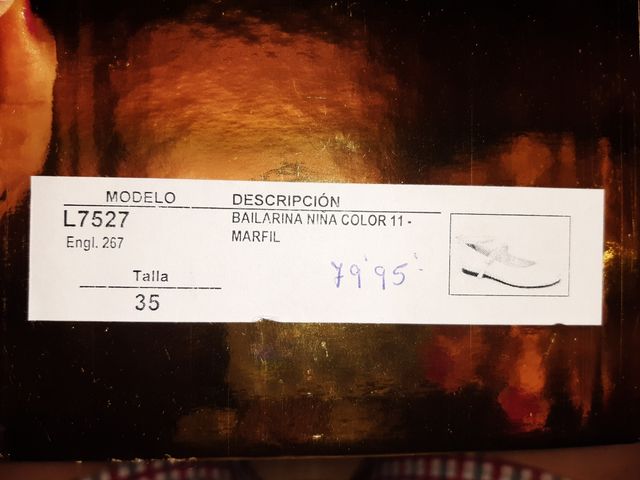 MODELO
DESCRIPCIÓN
L7527
BAILARINA NIÑA COLOR 11 -
MARFIL
Engl. 267
79'95
Talla
35